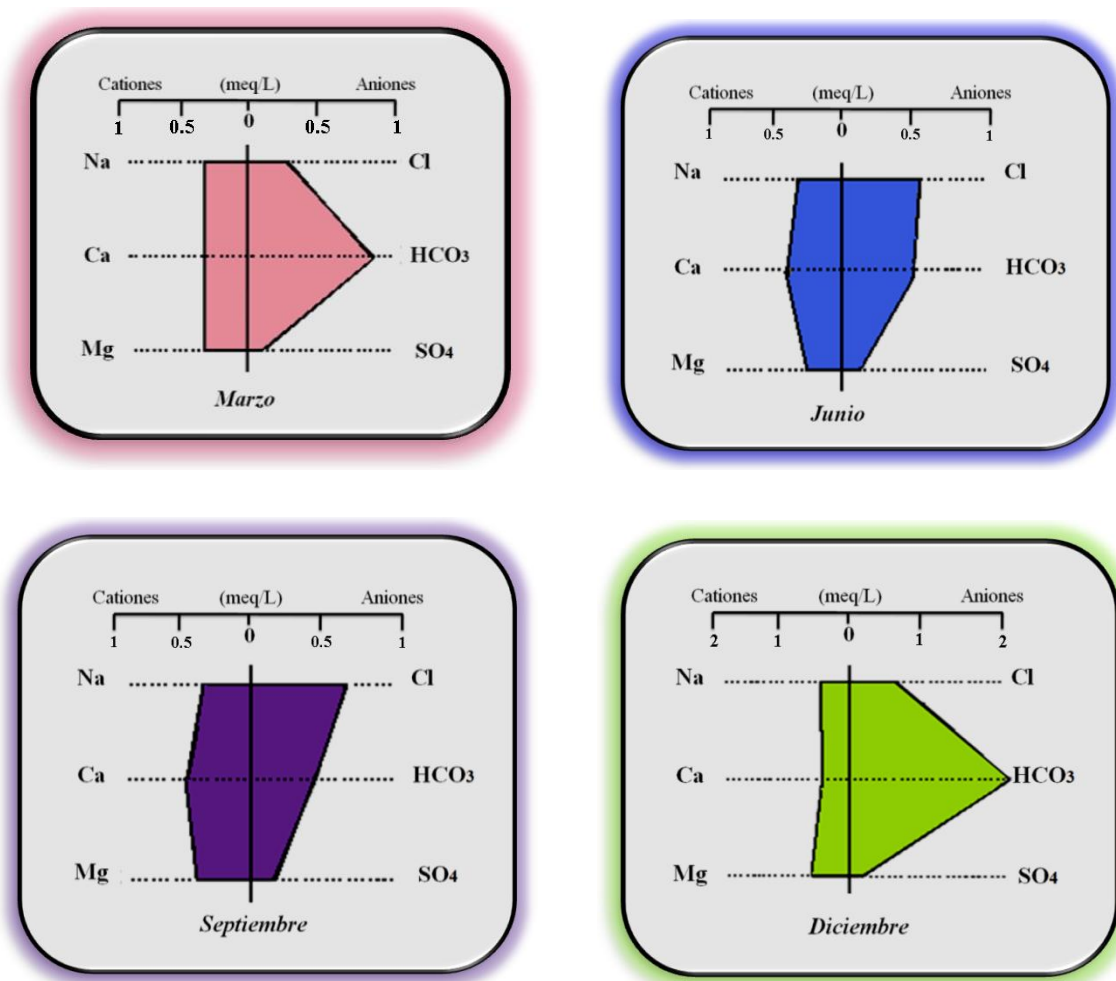 Cationes (meq/L) Aniones
1 0.5 0 0.5 1
Na Cl
Ca HCO3
Mg SO4
Marzo
Cationes (meq/L) Aniones
1 0.5 0 0.5 1
Na Cl
Ca HCO3
Mg SO4
Junio
Cationes (meq/L) Aniones
1 0.5 0 0.5 1
Na Cl
Ca HCO3
Mg SO4
Septiembre
Cationes (meq/L) Aniones
2 1 0 1 2
Na Cl
Ca HCO3
Mg SO4
Diciembre